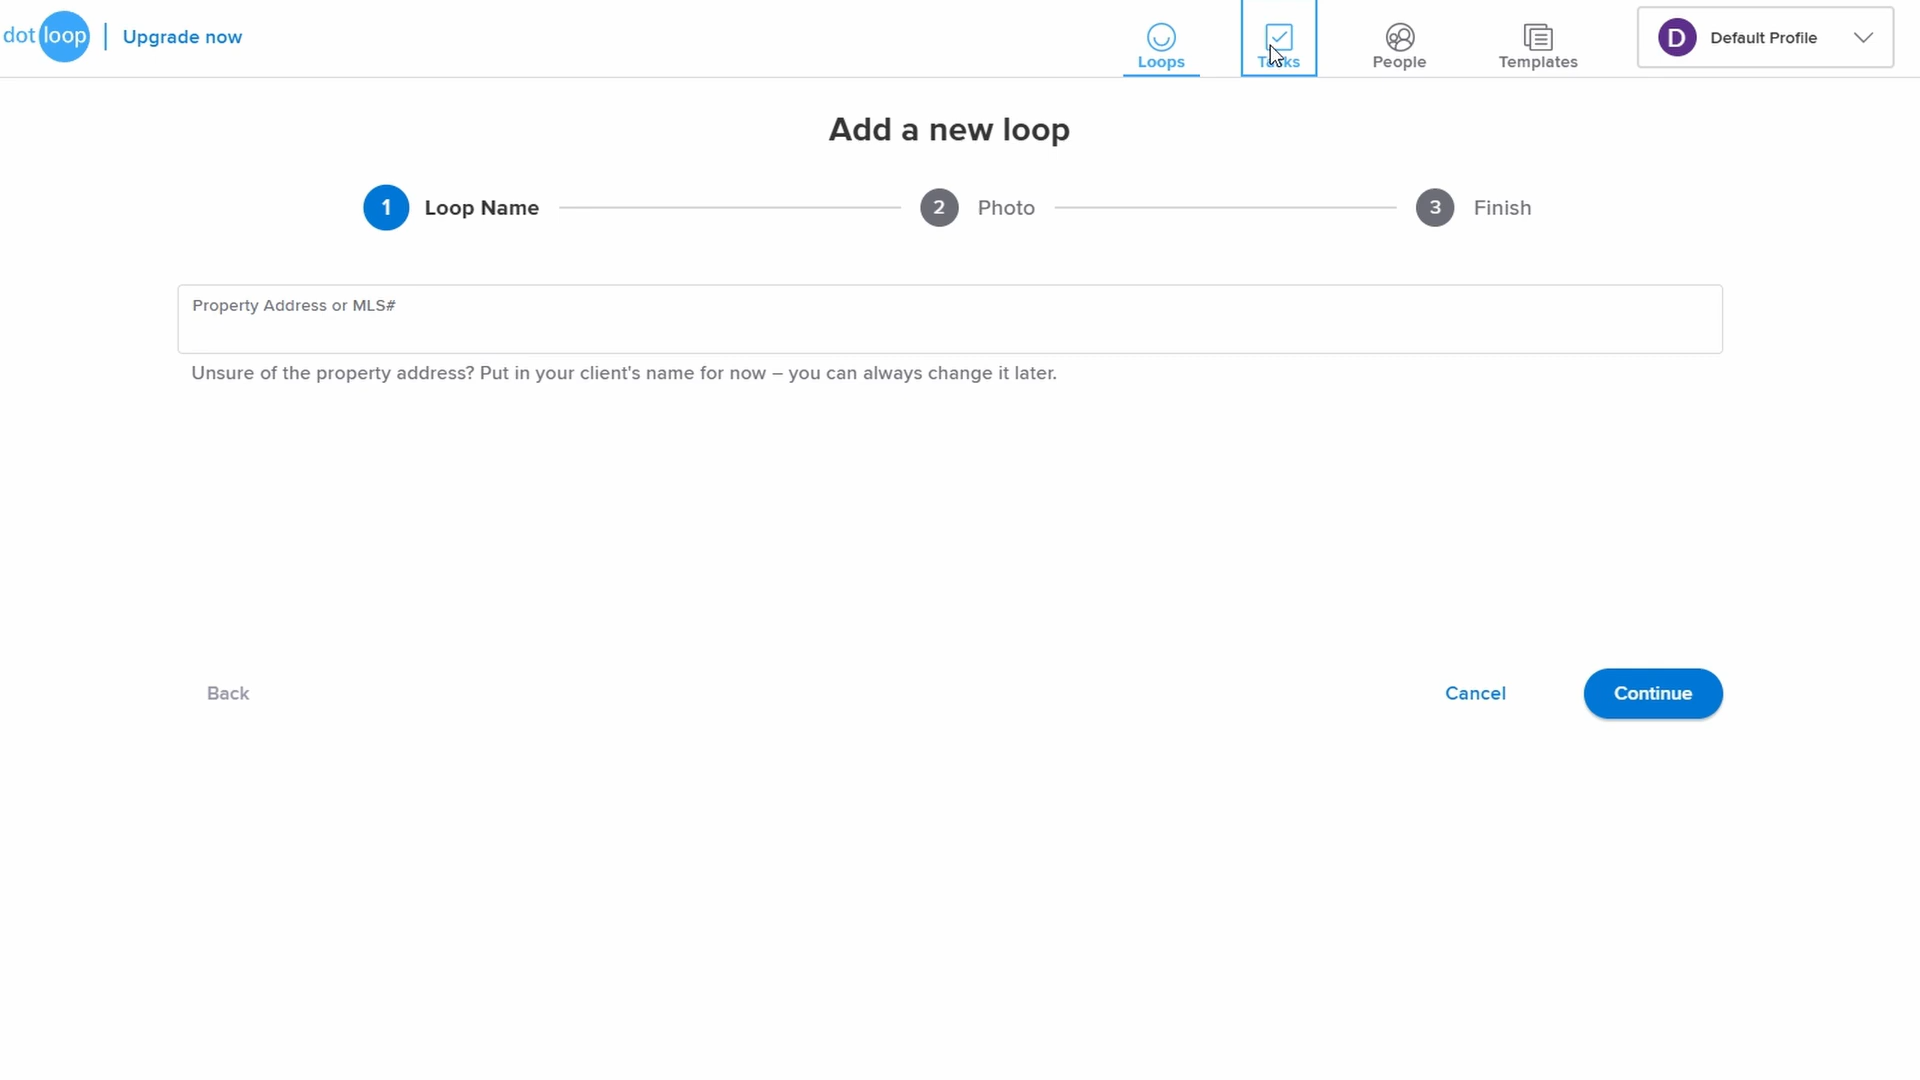 dot loop Upgrade now
Loops
People
Templates
D Default Profile
Add a new loop
1 Loop Name
2 Photo
3 Finish
Property Address or MLS#
Unsure of the property address? Put in your client's name for now – you can always change it later.
Back
Cancel
Continue